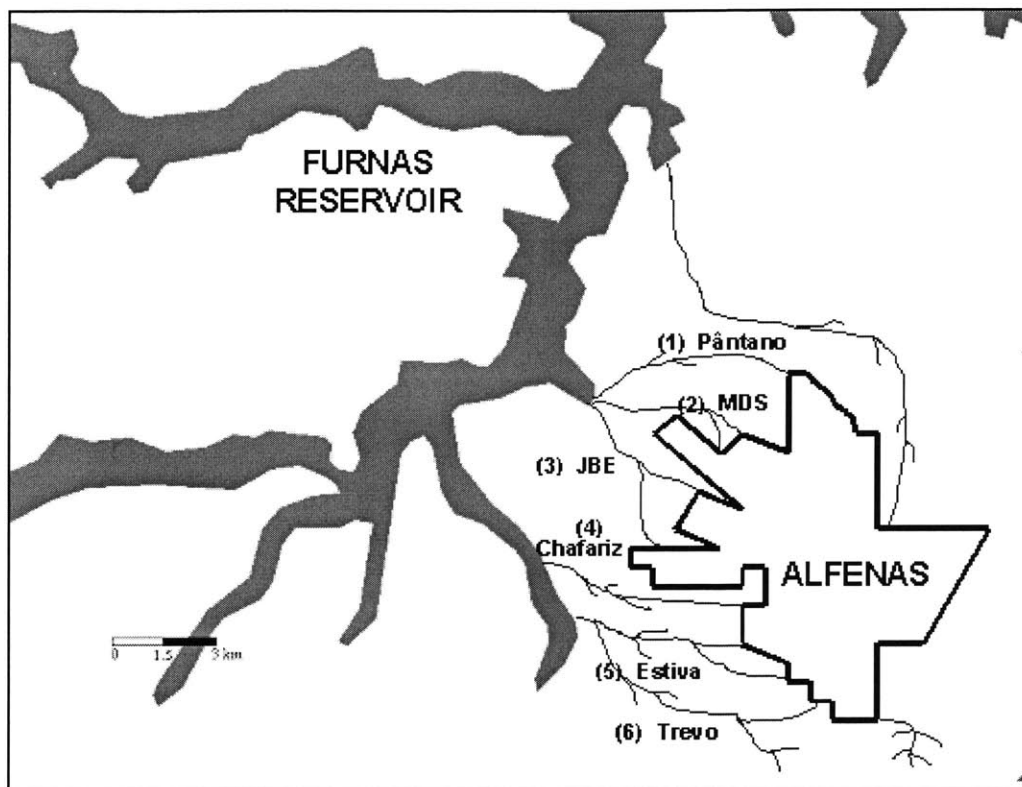 FURNAS
RESERVOIR
(1) Pântano
(2) MDS
(3) JBE
(4)
Chafariz
ALFENAS
0 1.5 3 km
(5) Estiva
(6) Trevo